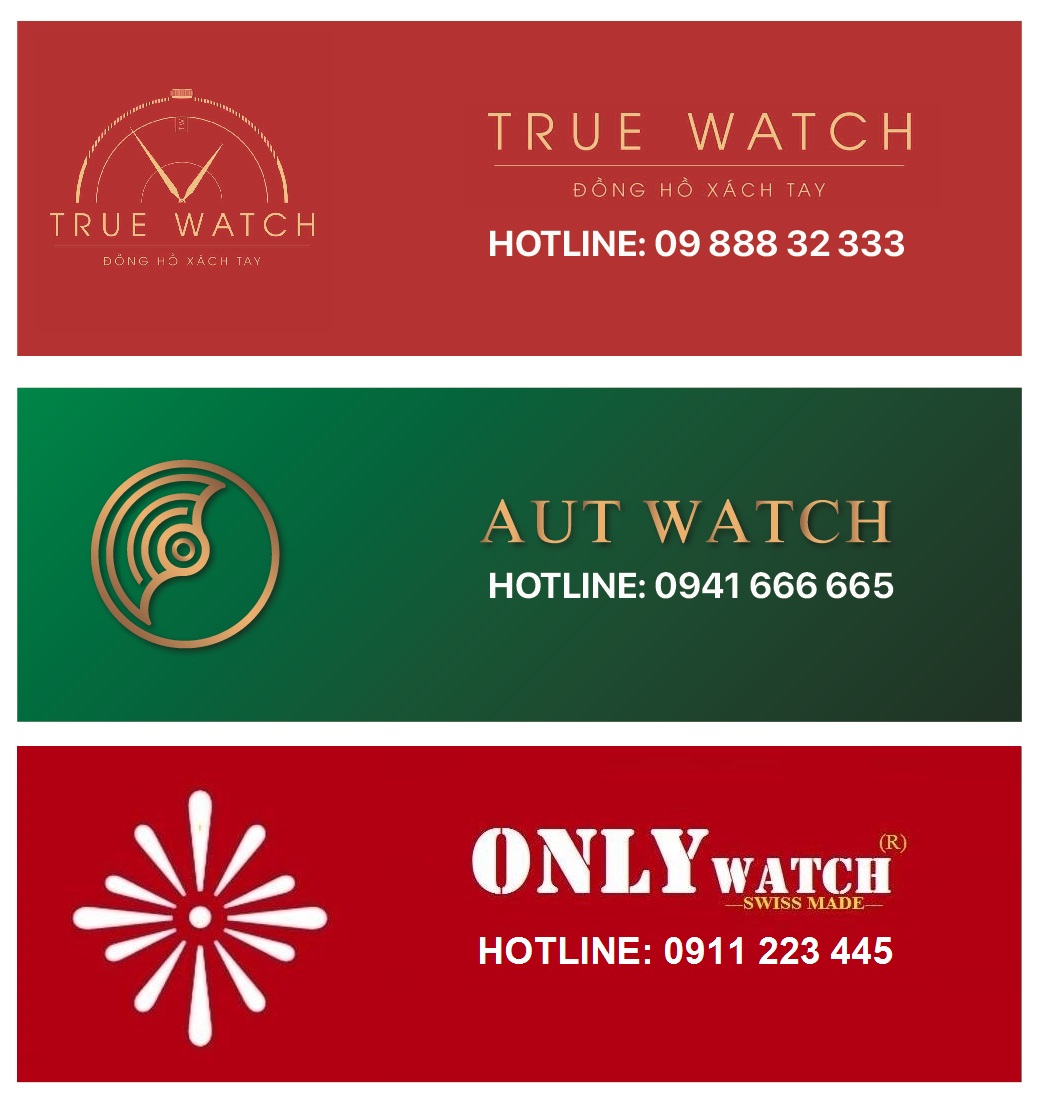 TRUE WATCH
ĐỒNG HỒ XÁCH TAY
TRUE WATCH
ĐỒNG HỒ XÁCH TAY
HOTLINE: 09 888 32 333
AUT WATCH
HOTLINE: 0941 666 665
ONLY WATCH (R)
—SWISS MADE—
HOTLINE: 0911 223 445